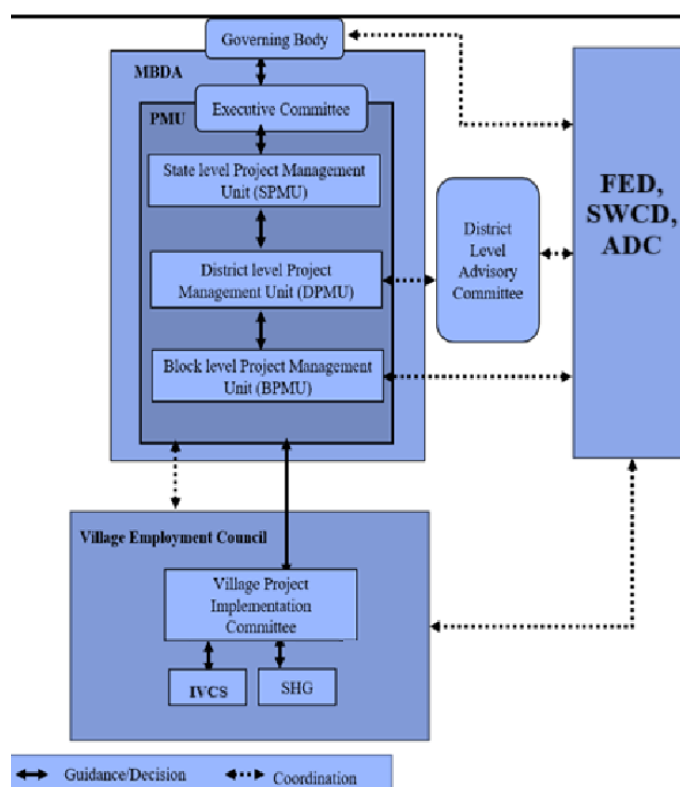 Governing Body
MBDA
Executive Committee
PMU
State level Project Management
Unit (SPMU)
FED,
SWCD,
ADC
District
Level
Advisory
Committee
District level Project
Management Unit (DPMU)
Block level Project Management
Unit (BPMU)
Village Employment Council
Village Project
Implementation
Committee
IVCS
SHG
Guidance/Decision
Coordination